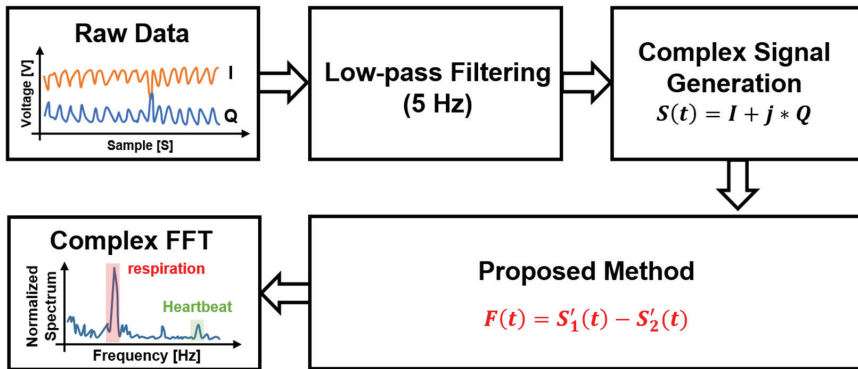 Raw Data
Voltage [V]
I
Q
Sample [S]
Low-pass Filtering
(5 Hz)
Complex Signal
Generation
S(t) = I + j * Q
Proposed Method
F(t) = S′₁(t) − S′₂(t)
Complex FFT
Normalized
Spectrum
respiration
Heartbeat
Frequency [Hz]